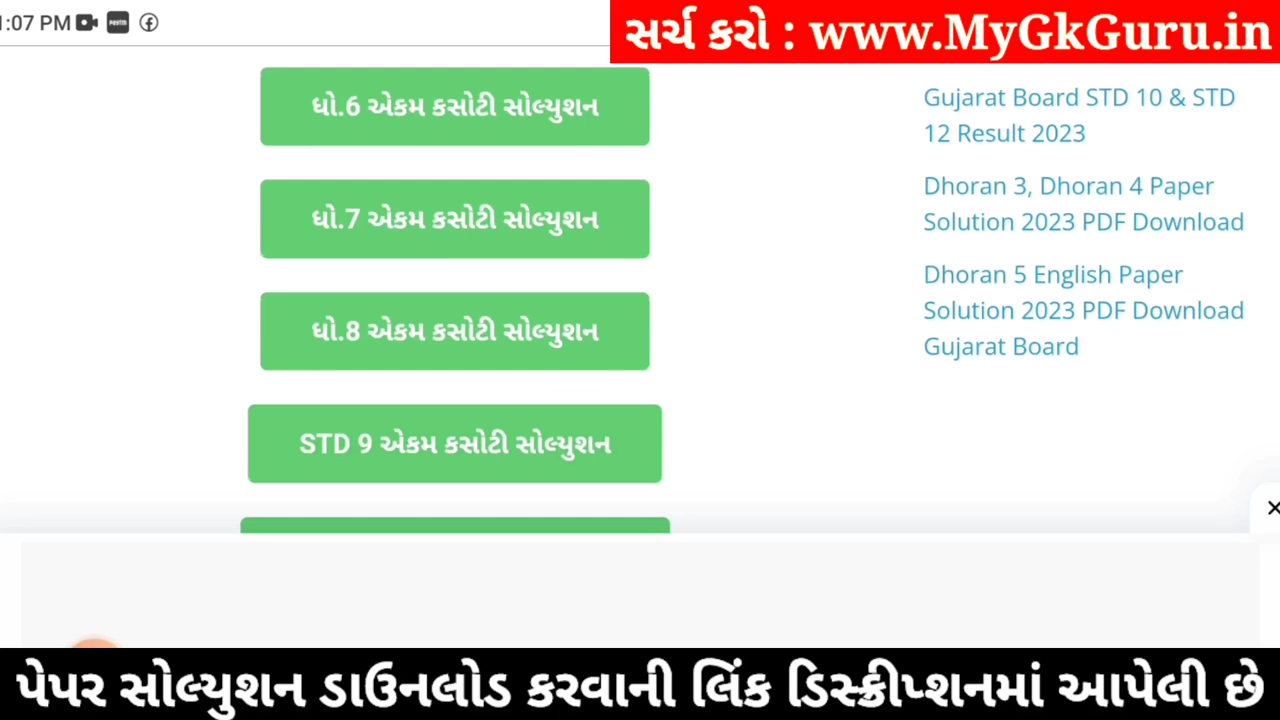 1:07 PM
સર્ચ કરો : www.MyGkGuru.in
ધો.6 એકમ કસોટી સોલ્યુશન
ધો.7 એકમ કસોટી સોલ્યુશન
ધો.8 એકમ કસોટી સોલ્યુશન
STD 9 એકમ કસોટી સોલ્યુશન
Gujarat Board STD 10 & STD
12 Result 2023
Dhoran 3, Dhoran 4 Paper
Solution 2023 PDF Download
Dhoran 5 English Paper
Solution 2023 PDF Download
Gujarat Board
પેપર સોલ્યુશન ડાઉનલોડ કરવાની લિંક ડિસ્ક્રીપ્શનમાં આપેલી છે